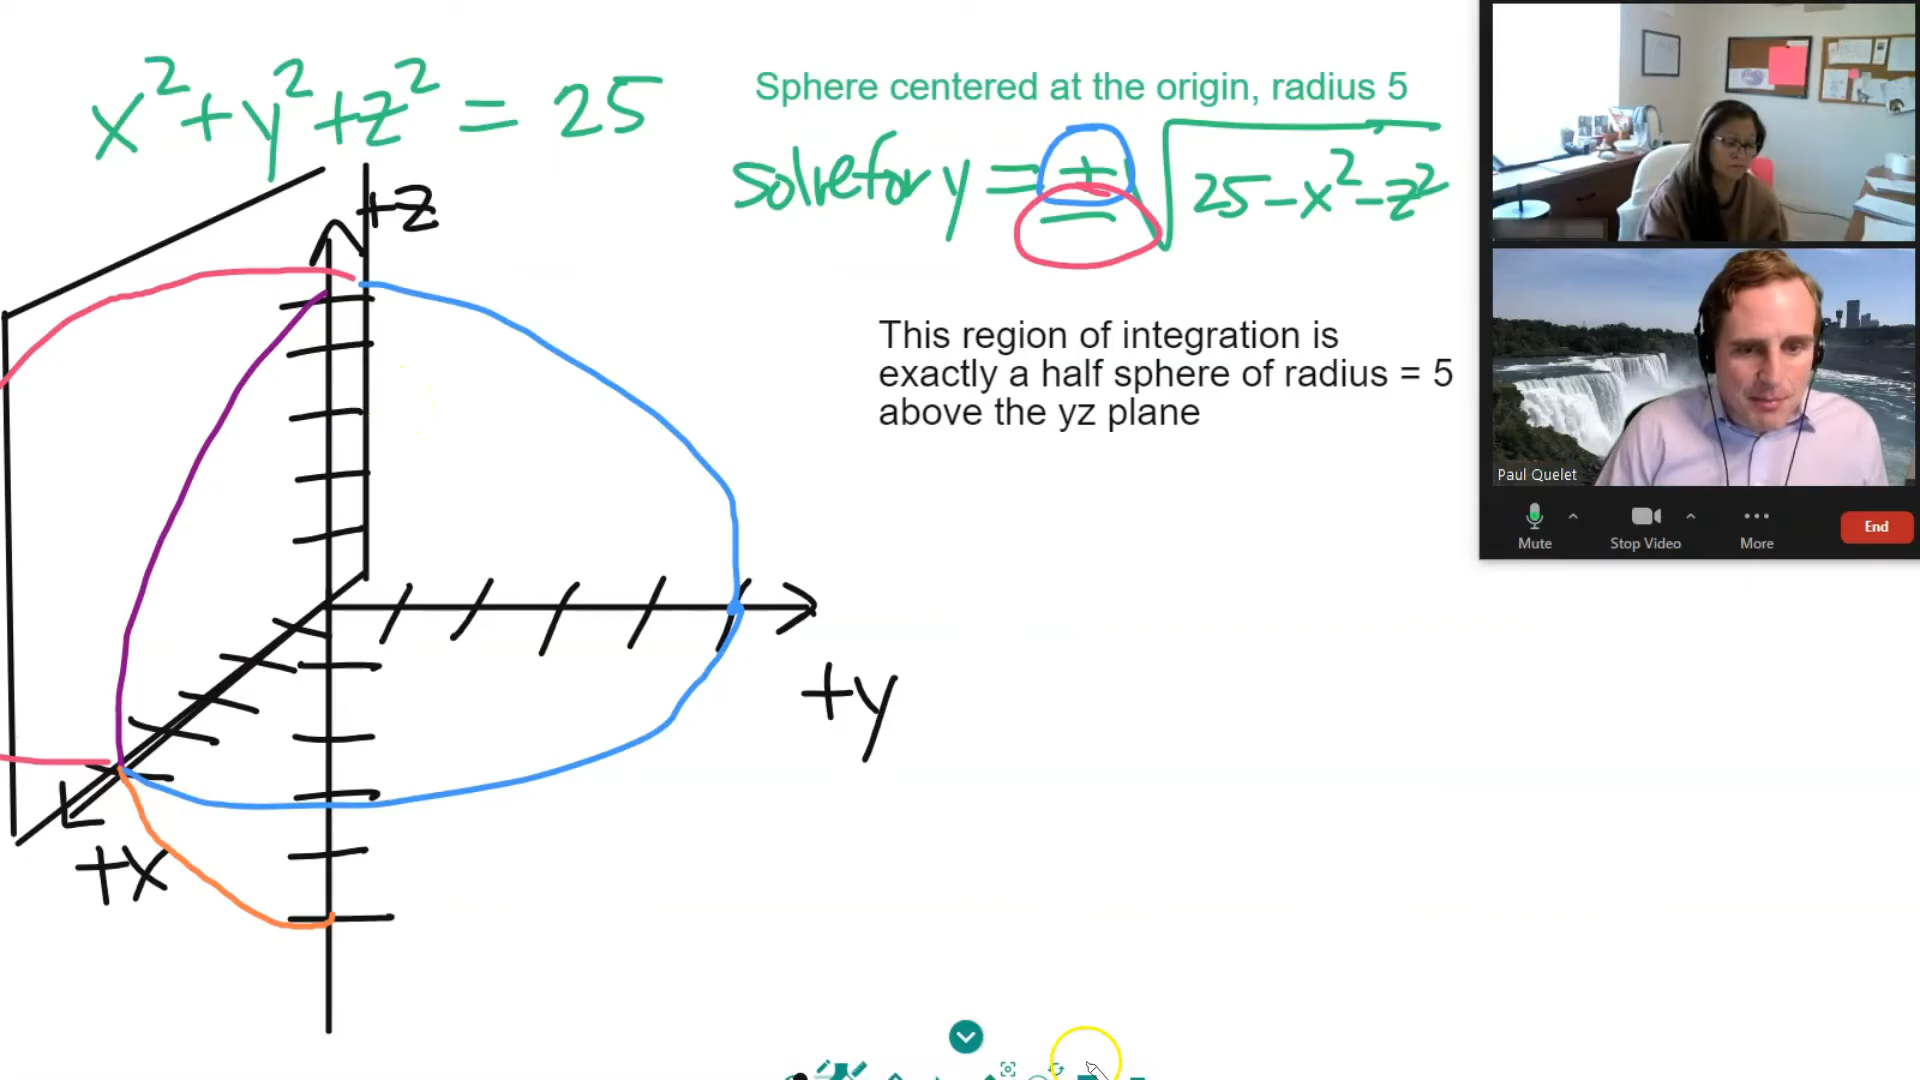 x²+y²+z² = 25
Sphere centered at the origin, radius 5
solve for y = ± √25-x²-z²
+z
This region of integration is
exactly a half sphere of radius = 5
above the yz plane
+y
+x
Paul Quelet
Mute
Stop Video
More
End